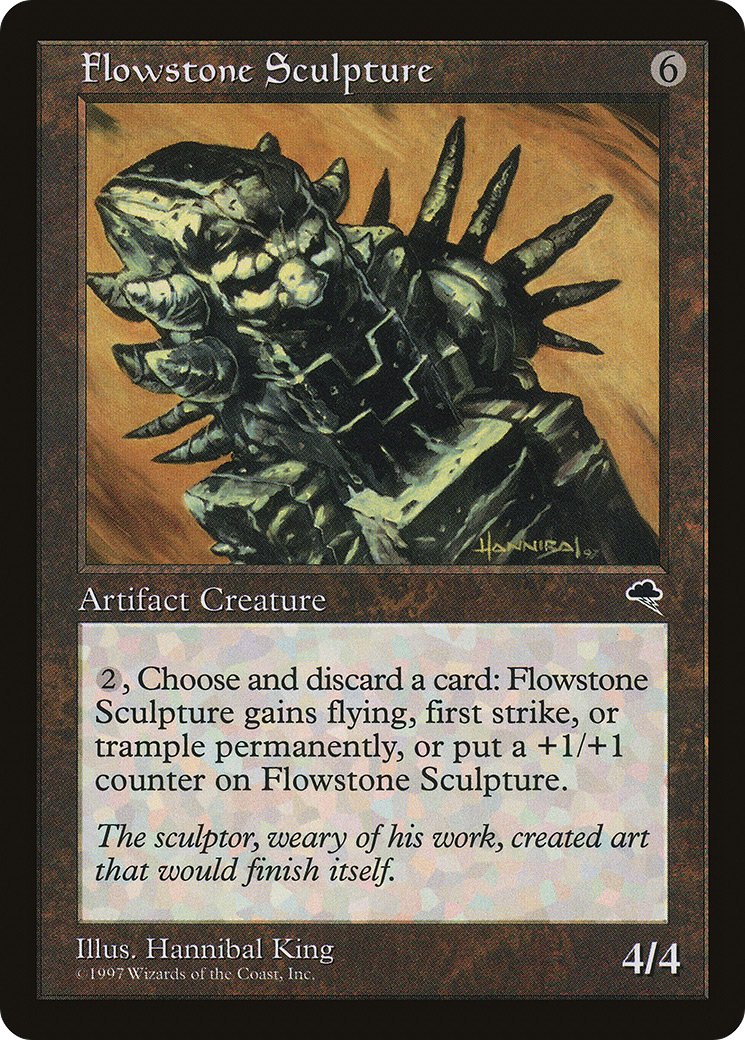 Flowstone Sculpture 6
HANNIBAL 97
Artifact Creature
2, Choose and discard a card: Flowstone
Sculpture gains flying, first strike, or
trample permanently, or put a +1/+1
counter on Flowstone Sculpture.
The sculptor, weary of his work, created art
that would finish itself.
Illus. Hannibal King
©1997 Wizards of the Coast, Inc.
4/4